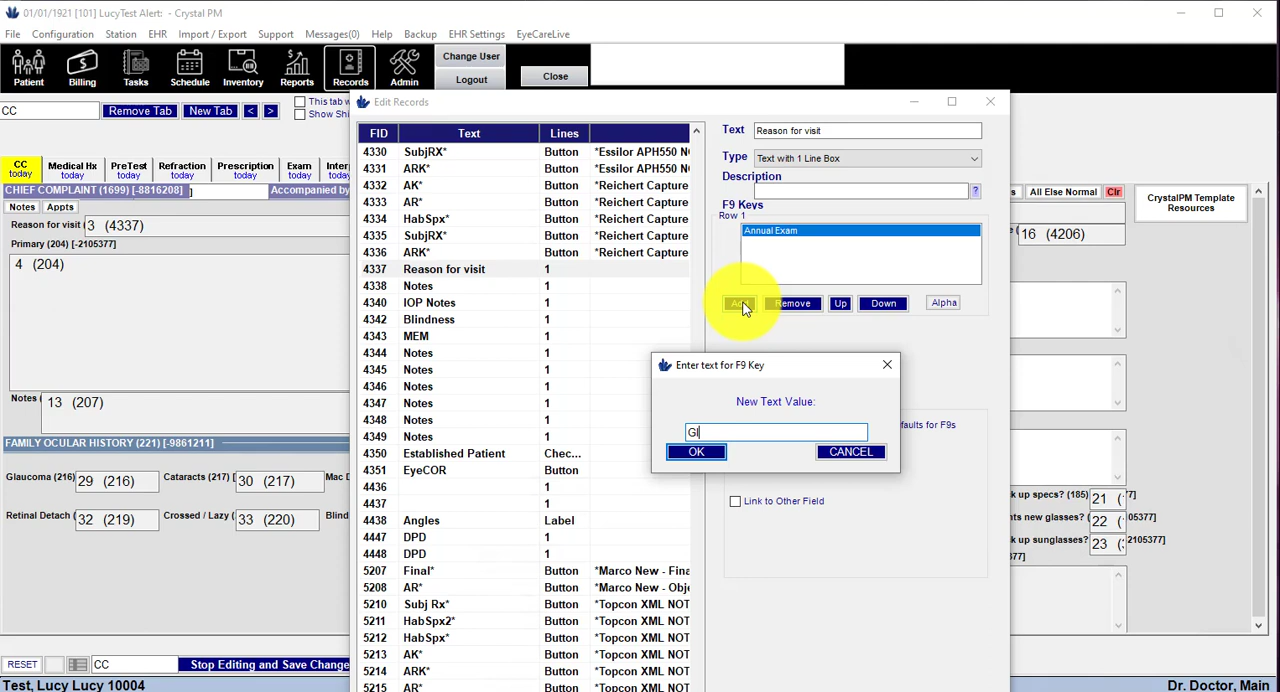 01/01/1921 [101] LucyTest Alert: - Crystal PM
File Configuration Station EHR Import / Export Support Messages(0) Help Backup EHR Settings EyeCareLive
Patient Billing Tasks Schedule Inventory Reports Records Admin
Change User
Logout
Close
CC Remove Tab New Tab < >
This tab w
Show Shi
CC today
Medical Hx today
PreTest today
Refraction today
Prescription today
Exam today
CHIEF COMPLAINT (1699) [-8816208] ]
Accompanied by
Notes Appts
Reason for visit ( 3 (4337)
Primary (204) [-2105377]
4 (204)
Notes ( 13 (207)
FAMILY OCULAR HISTORY (221) [-9861211]
Glaucoma (216) 29 (216) Cataracts (217) [ 30 (217) Mac D
Retinal Detach ( 32 (219) Crossed / Lazy ( 33 (220) Blind
RESET CC Stop Editing and Save Change
Test, Lucy Lucy 10004
Dr. Doctor, Main
Edit Records
FID Text Lines
4330 SubjRX* Button *Essilor APH550 NO
4331 ARK* Button *Essilor APH550 NO
4332 AK* Button *Reichert Capture
4333 AR* Button *Reichert Capture
4334 HabSpx* Button *Reichert Capture
4335 SubjRX* Button *Reichert Capture
4336 ARK* Button *Reichert Capture
4337 Reason for visit 1
4338 Notes 1
4340 IOP Notes 1
4342 Blindness 1
4343 MEM 1
4344 Notes 1
4345 Notes 1
4346 Notes 1
4347 Notes 1
4348 Notes 1
4349 Notes 1
4350 Established Patient Chec...
4351 EyeCOR Button
4436 1
4437 1
4438 Angles Label
4447 DPD 1
4448 DPD 1
5207 Final* Button *Marco New - Fina
5208 AR* Button *Marco New - Obje
5210 Subj Rx* Button *Topcon XML NOT
5211 HabSpx2* Button *Topcon XML NOT
5212 HabSpx* Button *Topcon XML NOT
5213 AK* Button *Topcon XML NOT
5214 ARK* Button *Topcon XML NOT
5215 AR* Button *Topcon XML NOT
Text Reason for visit
Type Text with 1 Line Box
Description
?
F9 Keys
Row 1
Annual Exam
Add Remove Up Down Alpha
Enter text for F9 Key
New Text Value:
Gl
OK CANCEL
faults for F9s
Link to Other Field
All Else Normal Clr
CrystalPM Template
Resources
16 (4206)
k up specs? (185) 21 (
nts new glasses? ( 22 ( 05377]
k up sunglasses? 23 ( 2105377]
77]